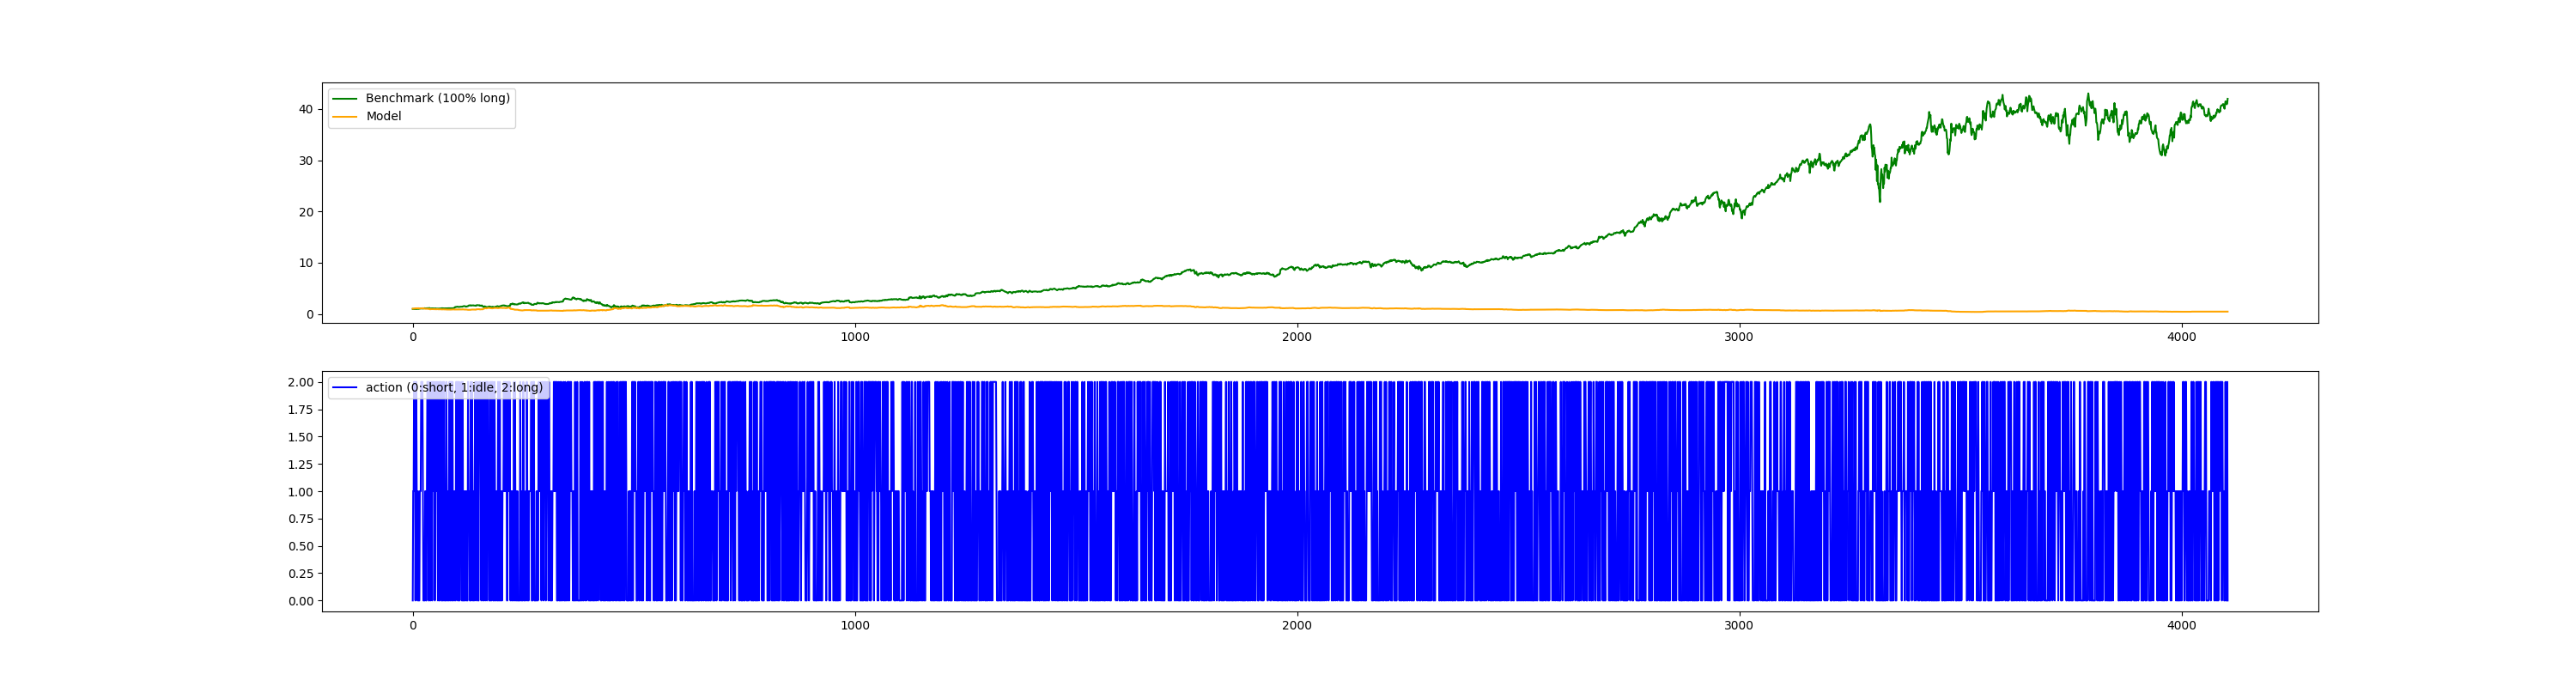 40
30
20
10
0
Benchmark (100% long)
Model
0 1000 2000 3000 4000
2.00
1.75
1.50
1.25
1.00
0.75
0.50
0.25
0.00
action (0:short, 1:idle, 2:long)
0 1000 2000 3000 4000